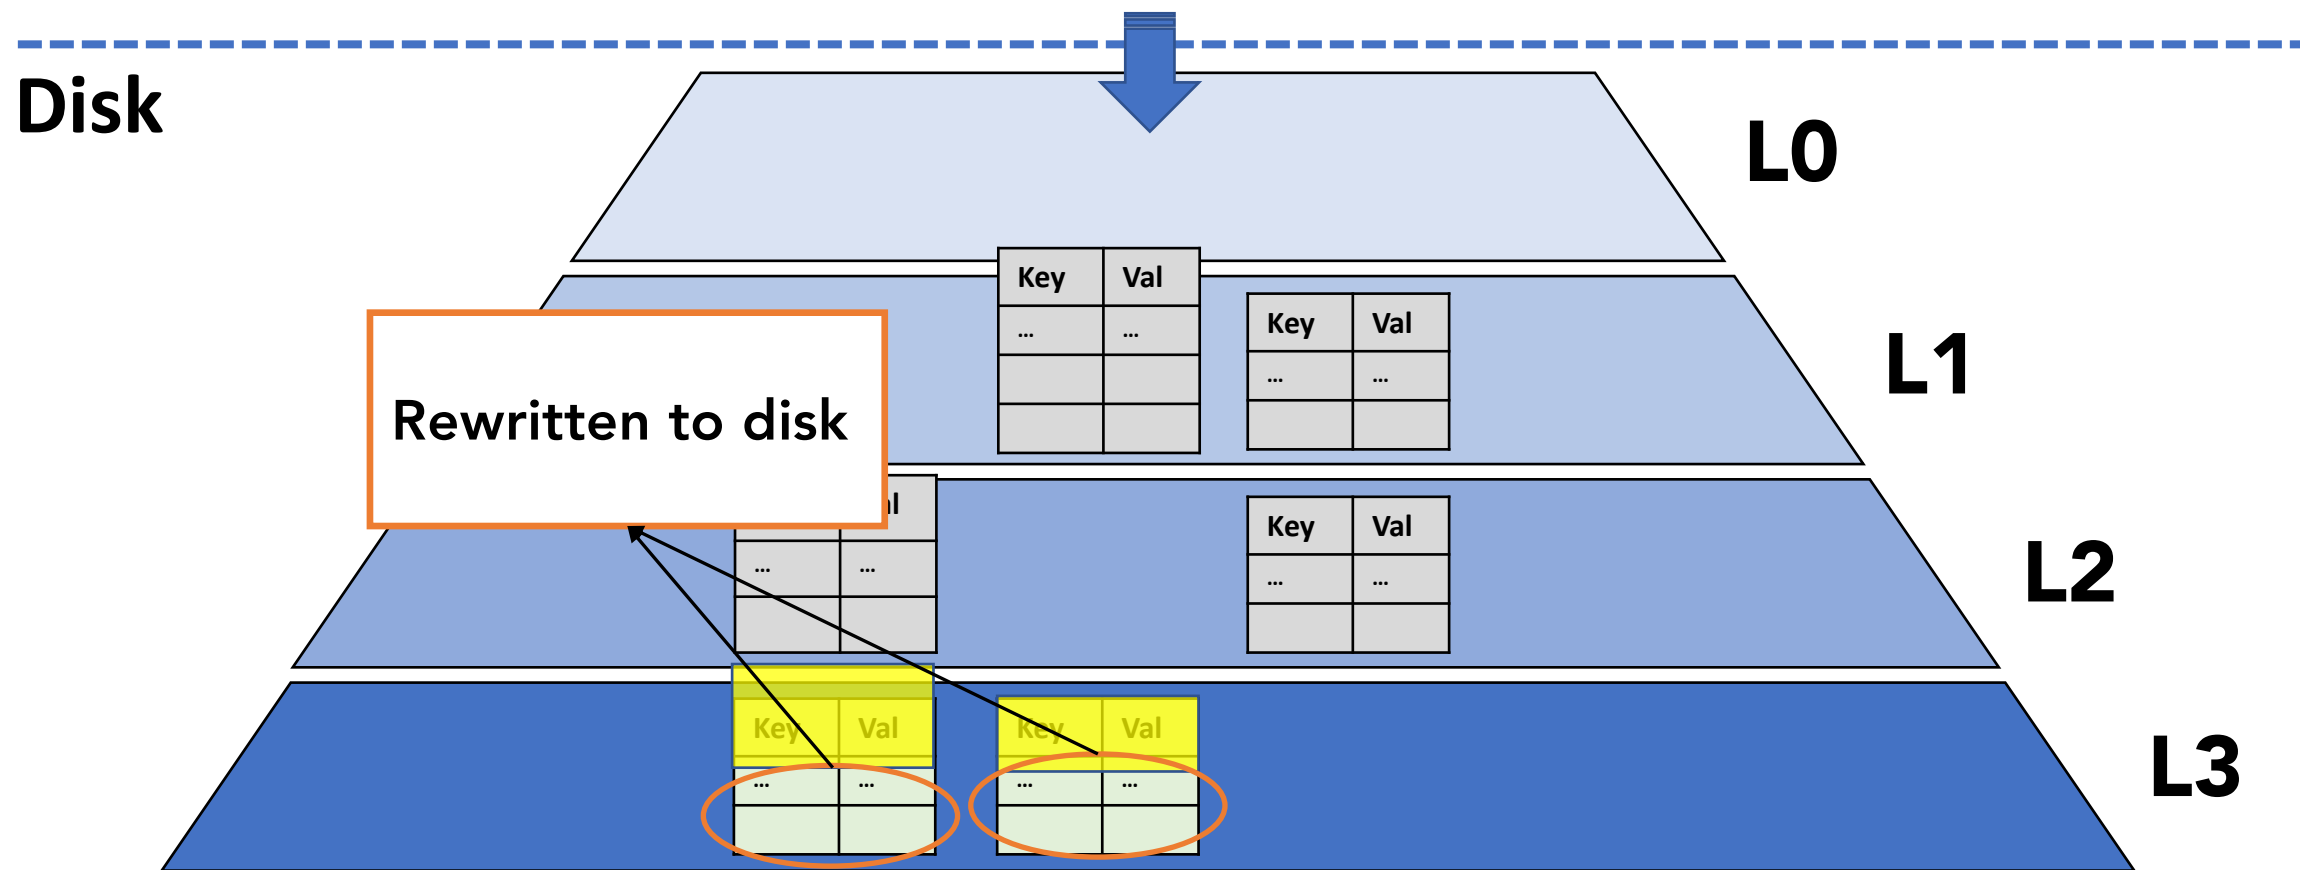 Disk
L0
Key Val
... ...
Key Val
... ...
L1
Rewritten to disk
Key Val
... ...
... ...
L2
Key Val
Key Val
... ...
... ...
L3